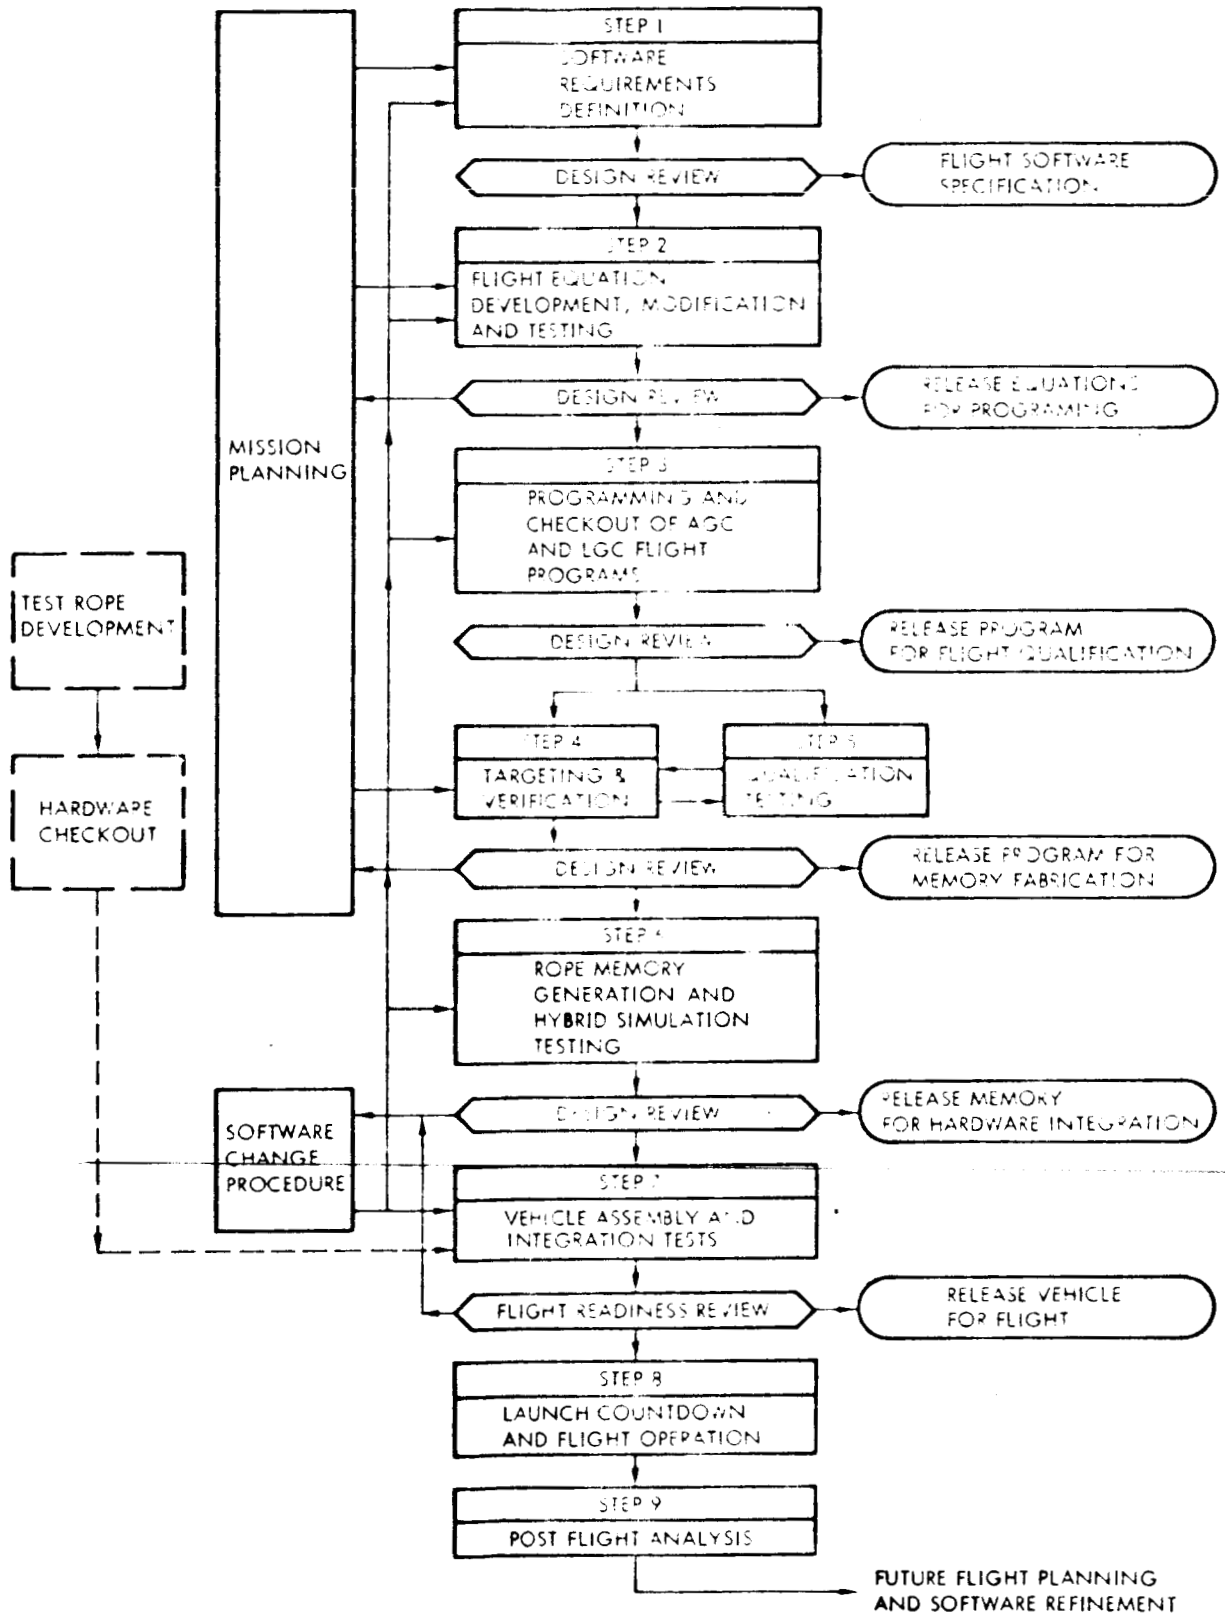 STEP 1
SOFTWARE
REQUIREMENTS
DEFINITION
DESIGN REVIEW
FLIGHT SOFTWARE
SPECIFICATION
STEP 2
FLIGHT EQUATION
DEVELOPMENT, MODIFICATION
AND TESTING
DESIGN REVIEW
RELEASE EQUATIONS
FOR PROGRAMING
MISSION
PLANNING
STEP 3
PROGRAMMING AND
CHECKOUT OF AGC
AND LGC FLIGHT
PROGRAMS
TEST ROPE
DEVELOPMENT
DESIGN REVIEW
RELEASE PROGRAM
FOR FLIGHT QUALIFICATION
STEP 4
TARGETING &
VERIFICATION
STEP 5
QUALIFICATION
TESTING
HARDWARE
CHECKOUT
DESIGN REVIEW
RELEASE PROGRAM FOR
MEMORY FABRICATION
STEP 6
ROPE MEMORY
GENERATION AND
HYBRID SIMULATION
TESTING
DESIGN REVIEW
RELEASE MEMORY
FOR HARDWARE INTEGRATION
SOFTWARE
CHANGE
PROCEDURE
STEP 7
VEHICLE ASSEMBLY AND
INTEGRATION TESTS
FLIGHT READINESS REVIEW
RELEASE VEHICLE
FOR FLIGHT
STEP 8
LAUNCH COUNTDOWN
AND FLIGHT OPERATION
STEP 9
POST FLIGHT ANALYSIS
FUTURE FLIGHT PLANNING
AND SOFTWARE REFINEMENT